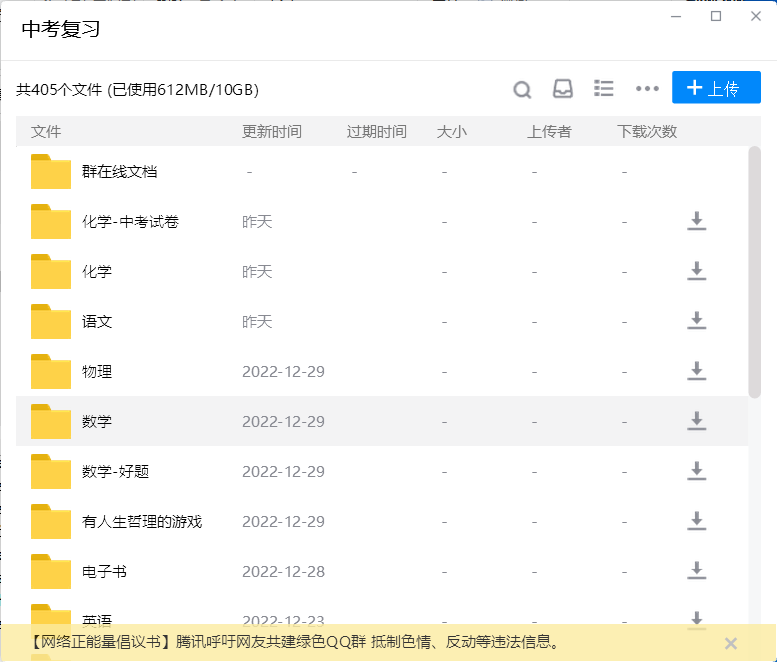 中考复习
共405个文件 (已使用612MB/10GB)
上传
文件 更新时间 过期时间 大小 上传者 下载次数
群在线文档 - - - - -
化学-中考试卷 昨天 - - -
化学 昨天 - - -
语文 昨天 - - -
物理 2022-12-29 - - -
数学 2022-12-29 - - -
数学-好题 2022-12-29 - - -
有人生哲理的游戏 2022-12-29 - - -
电子书 2022-12-28 - - -
英语 2022-12-23 - - -
【网络正能量倡议书】腾讯呼吁网友共建绿色QQ群 抵制色情、反动等违法信息。